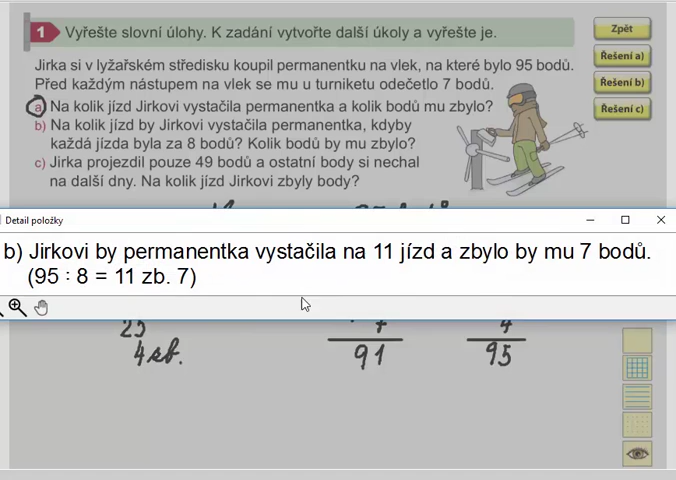 1 Vyřešte slovní úlohy. K zadání vytvořte další úkoly a vyřešte je.
Zpět
Řešení a)
Řešení b)
Řešení c)
Jirka si v lyžařském středisku koupil permanentku na vlek, na které bylo 95 bodů.
Před každým nástupem na vlek se mu u turniketu odečetlo 7 bodů.
a) Na kolik jízd Jirkovi vystačila permanentka a kolik bodů mu zbylo?
b) Na kolik jízd by Jirkovi vystačila permanentka, kdyby
každá jízda byla za 8 bodů? Kolik bodů by mu zbylo?
c) Jirka projezdil pouze 49 bodů a ostatní body si nechal
na další dny. Na kolik jízd Jirkovi zbyly body?
Detail položky
b) Jirkovi by permanentka vystačila na 11 jízd a zbylo by mu 7 bodů.
(95 : 8 = 11 zb. 7)
25
4 zb.
7
91
4
95